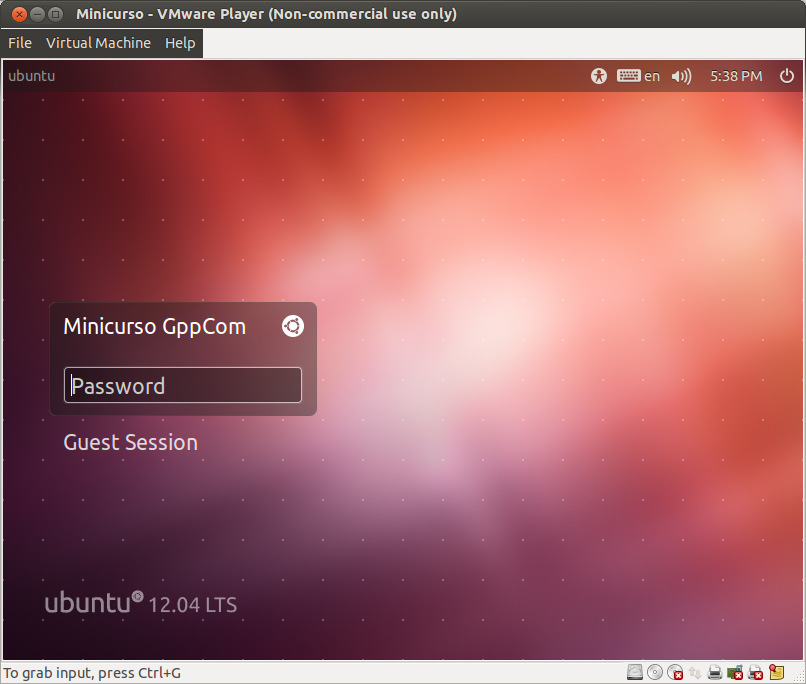 Minicurso - VMware Player (Non-commercial use only)
File Virtual Machine Help
ubuntu en 5:38 PM
Minicurso GppCom
Password
Guest Session
ubuntu 12.04 LTS
To grab input, press Ctrl+G